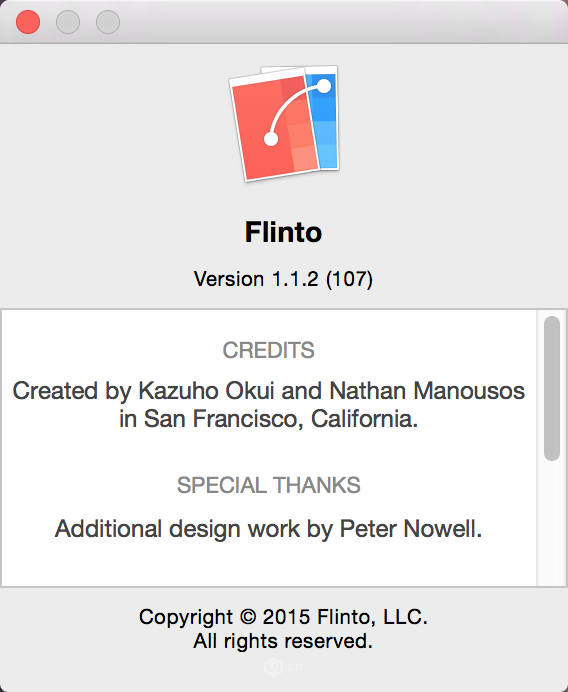 Flinto
Version 1.1.2 (107)
CREDITS
Created by Kazuho Okui and Nathan Manousos
in San Francisco, California.
SPECIAL THANKS
Additional design work by Peter Nowell.
Copyright © 2015 Flinto, LLC.
All rights reserved.